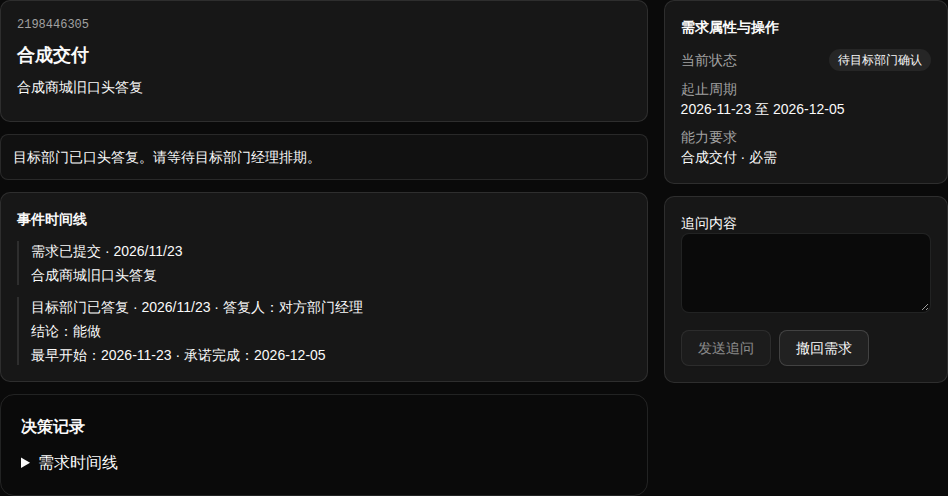 2198446305
合成交付
合成商城旧口头答复
目标部门已口头答复。请等待目标部门经理排期。
事件时间线
需求已提交 · 2026/11/23
合成商城旧口头答复
目标部门已答复 · 2026/11/23 · 答复人：对方部门经理
结论：能做
最早开始：2026-11-23 · 承诺完成：2026-12-05
决策记录
需求时间线
需求属性与操作
当前状态 待目标部门确认
起止周期
2026-11-23 至 2026-12-05
能力要求
合成交付 · 必需
追问内容
发送追问 撤回需求